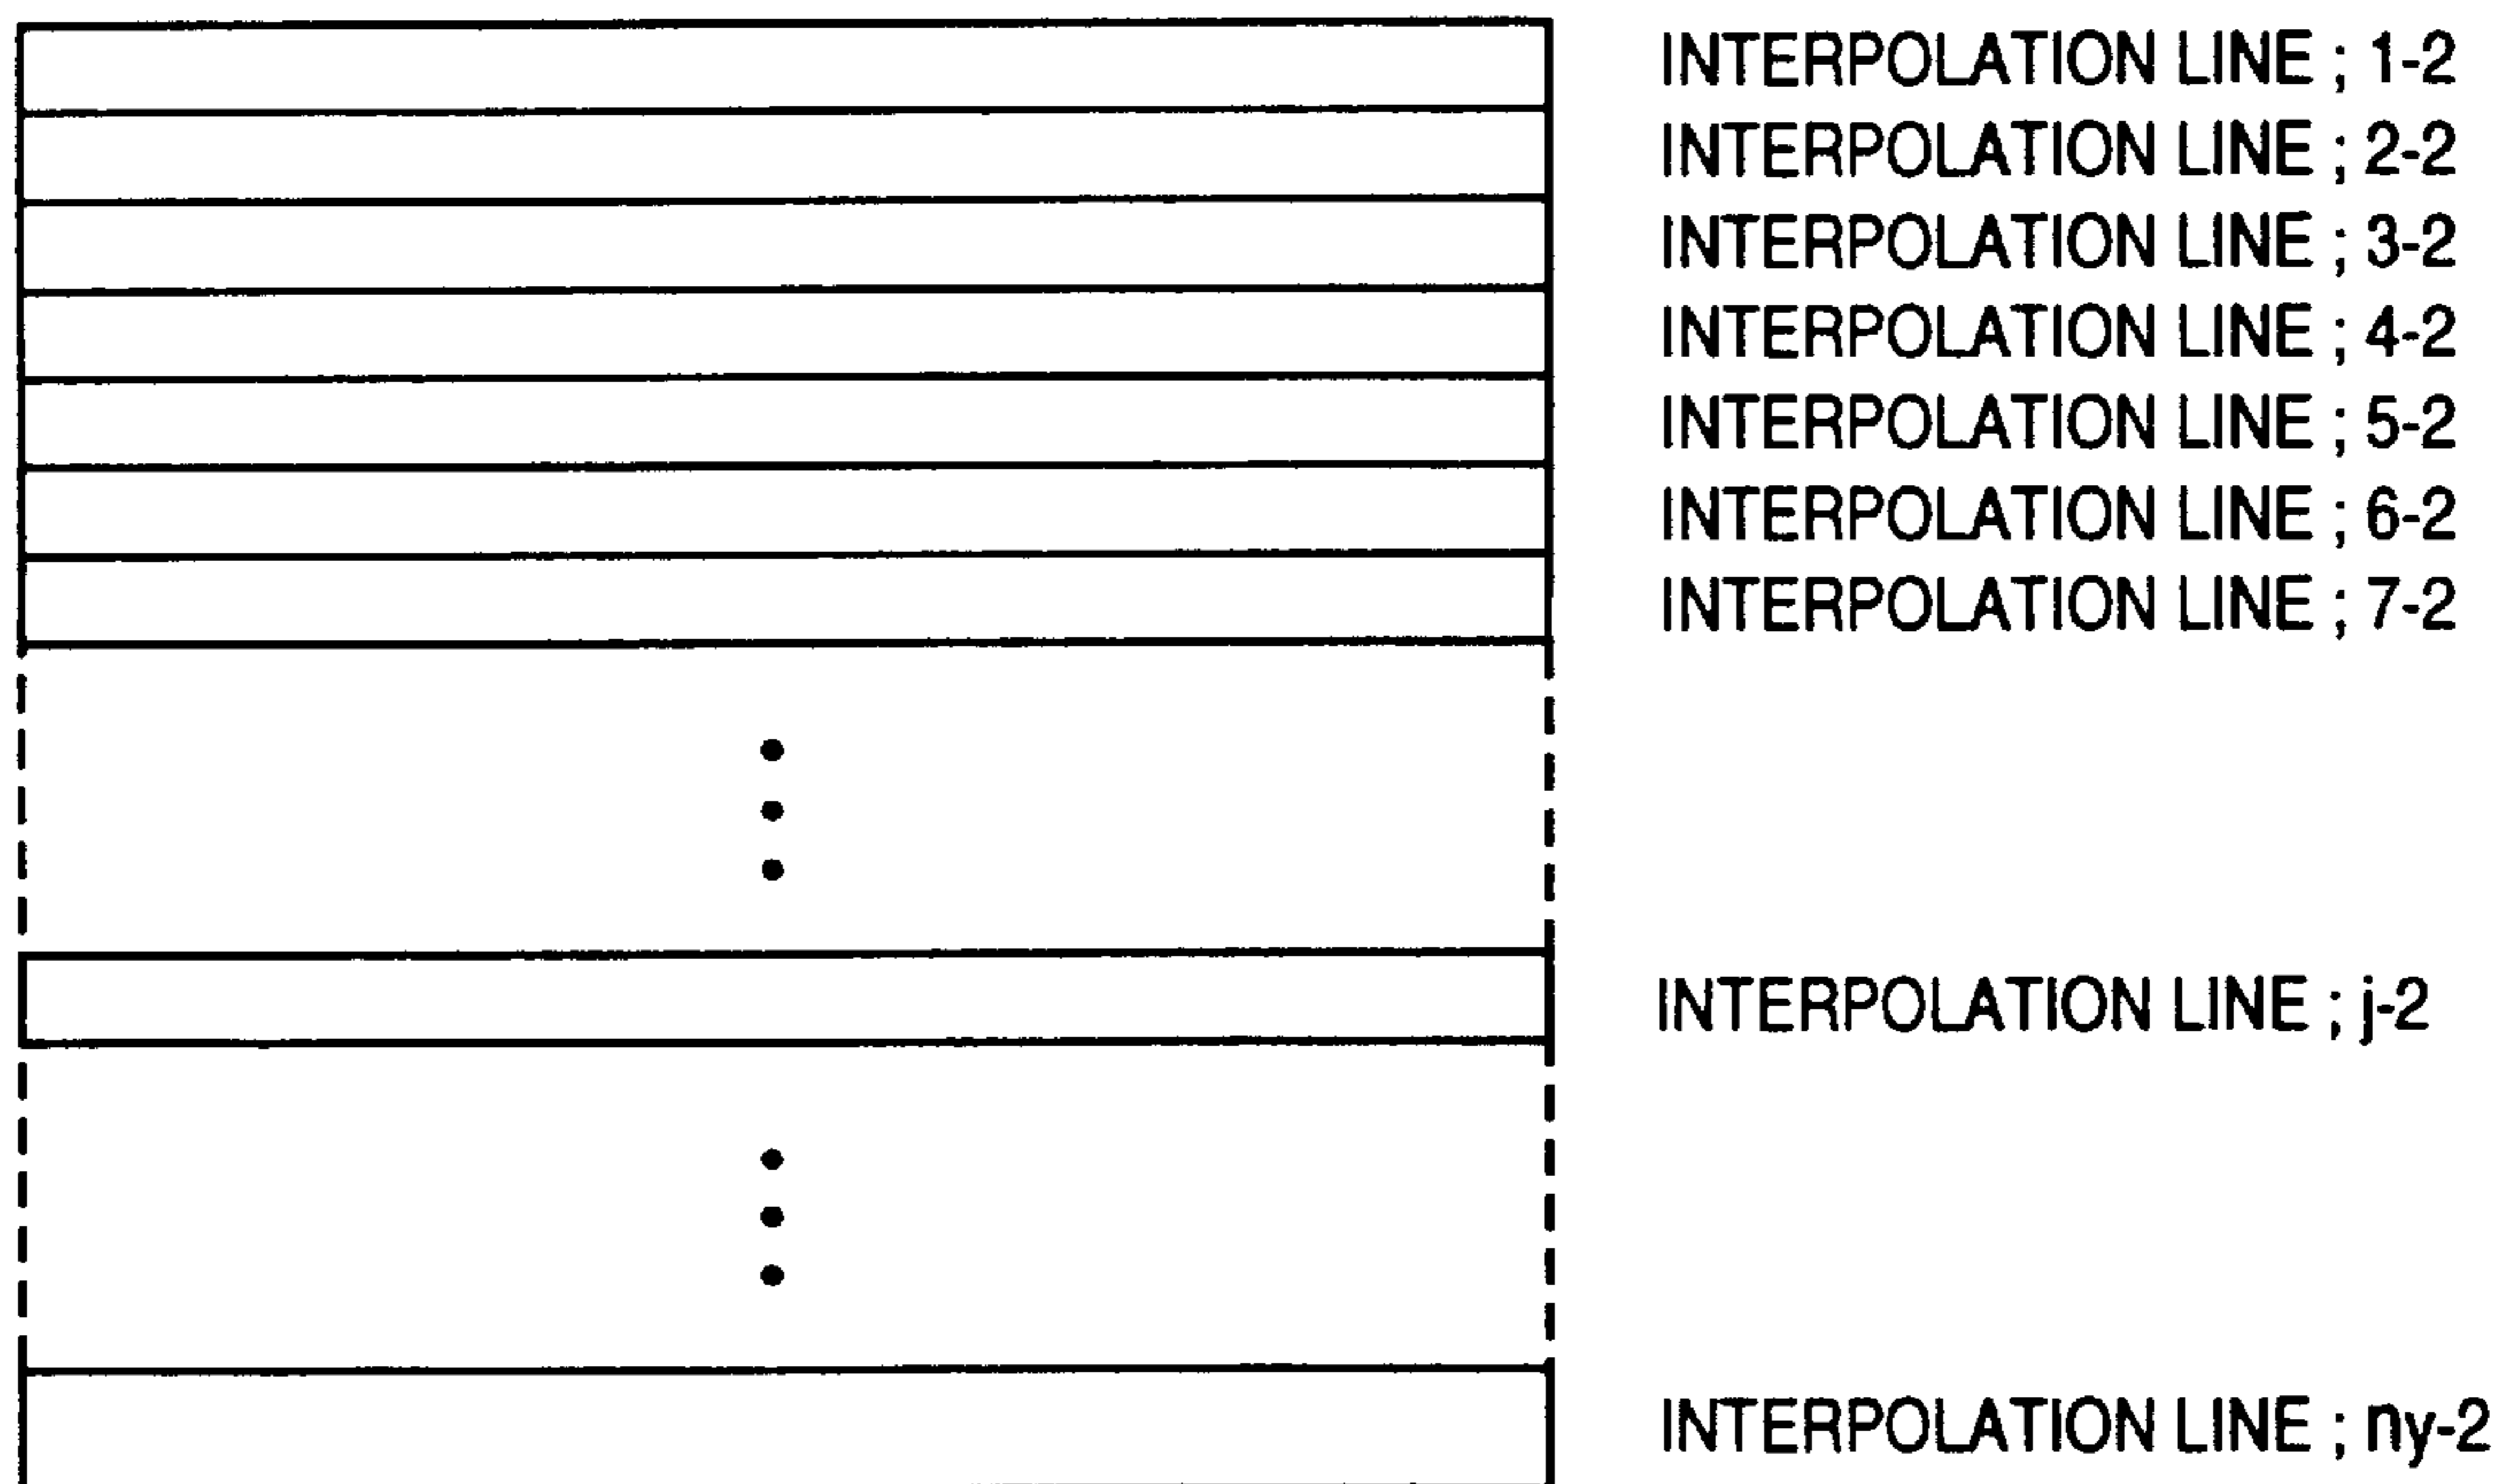 INTERPOLATION LINE ; 1-2
INTERPOLATION LINE ; 2-2
INTERPOLATION LINE ; 3-2
INTERPOLATION LINE ; 4-2
INTERPOLATION LINE ; 5-2
INTERPOLATION LINE ; 6-2
INTERPOLATION LINE ; 7-2
INTERPOLATION LINE ; j-2
INTERPOLATION LINE ; ny-2